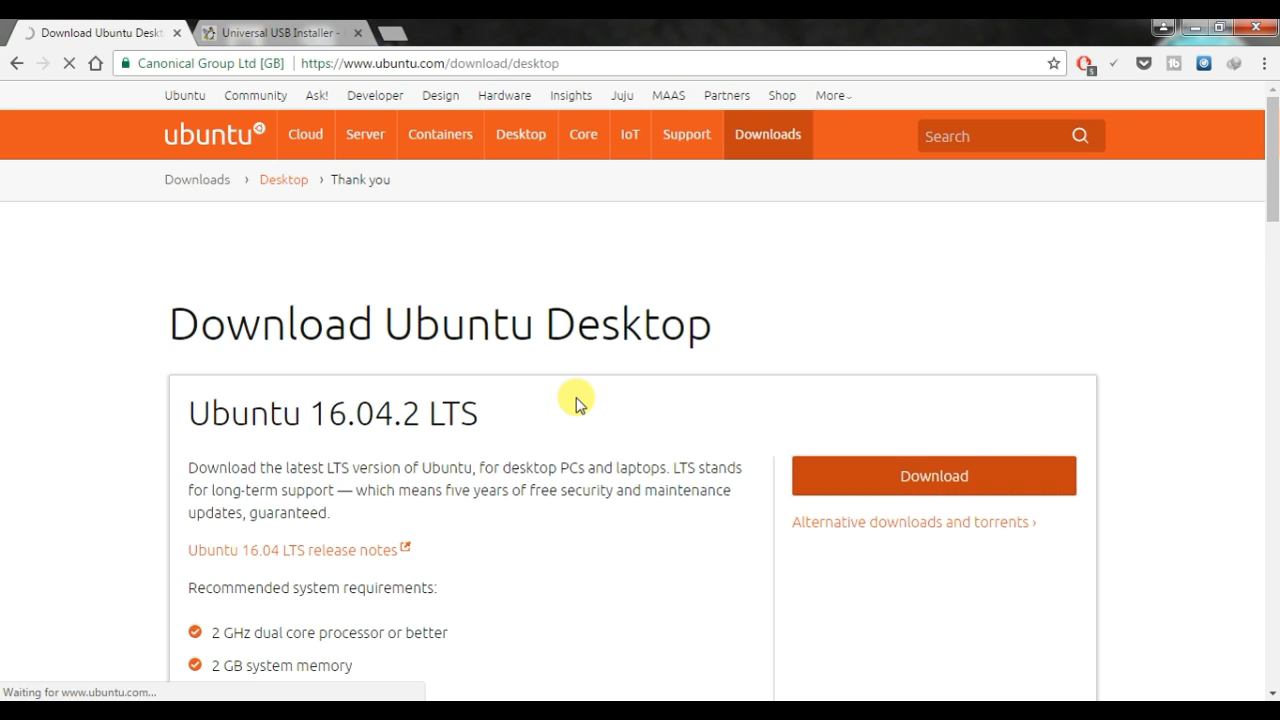 Download Ubuntu Deskt
Universal USB Installer -
Canonical Group Ltd [GB] https://www.ubuntu.com/download/desktop
5
Ubuntu Community Ask! Developer Design Hardware Insights Juju MAAS Partners Shop More
ubuntu Cloud Server Containers Desktop Core IoT Support Downloads Search
Downloads › Desktop › Thank you
Download Ubuntu Desktop
Ubuntu 16.04.2 LTS
Download the latest LTS version of Ubuntu, for desktop PCs and laptops. LTS stands
for long-term support — which means five years of free security and maintenance
updates, guaranteed.
Ubuntu 16.04 LTS release notes
Recommended system requirements:
2 GHz dual core processor or better
2 GB system memory
Download
Alternative downloads and torrents ›
Waiting for www.ubuntu.com...